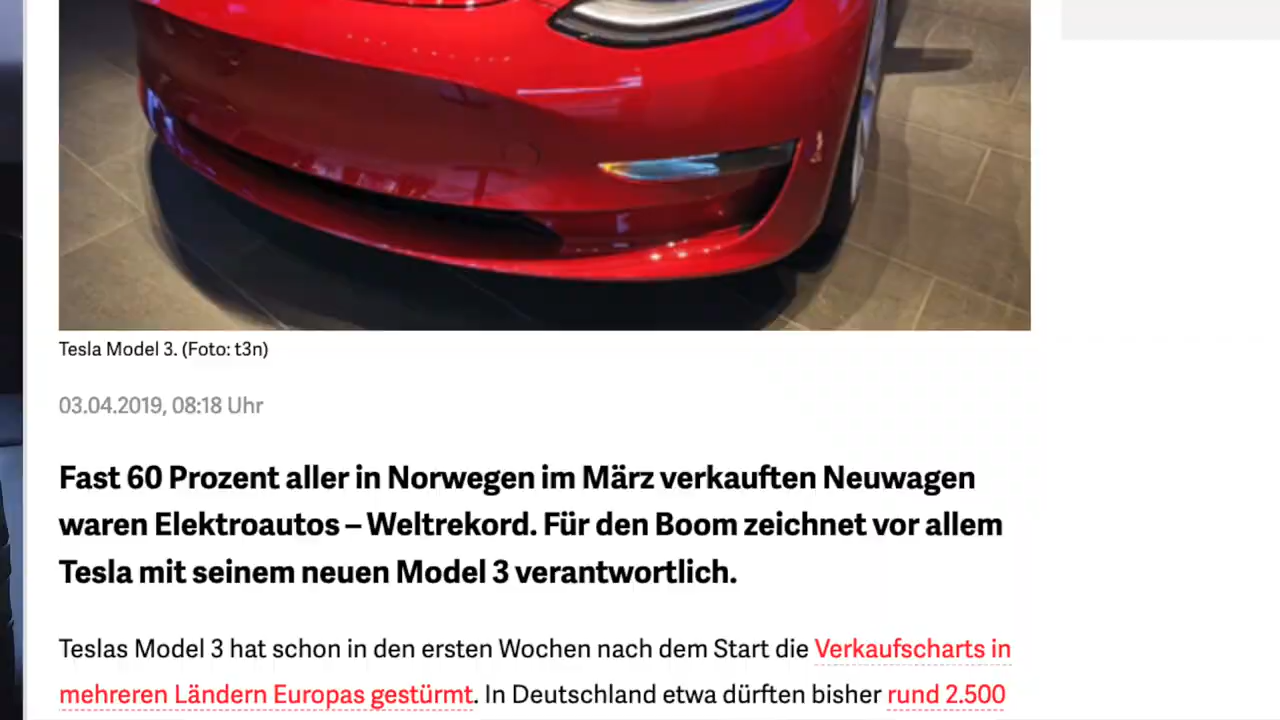 Tesla Model 3. (Foto: t3n)
03.04.2019, 08:18 Uhr
Fast 60 Prozent aller in Norwegen im März verkauften Neuwagen
waren Elektroautos – Weltrekord. Für den Boom zeichnet vor allem
Tesla mit seinem neuen Model 3 verantwortlich.
Teslas Model 3 hat schon in den ersten Wochen nach dem Start die Verkaufscharts in
mehreren Ländern Europas gestürmt. In Deutschland etwa dürften bisher rund 2.500